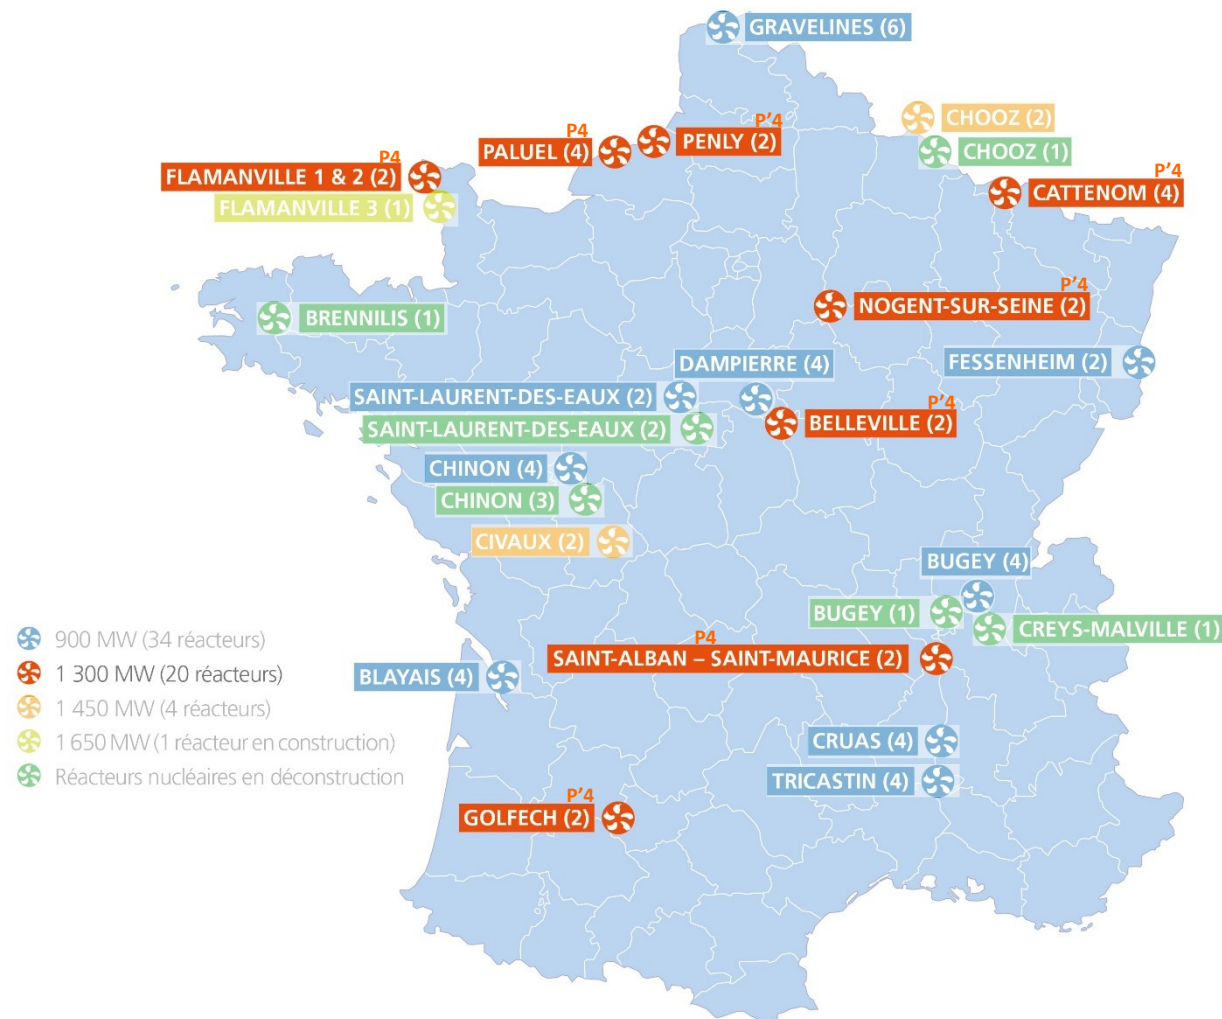 GRAVELINES (6)
CHOOZ (2)
P4
P'4
PALUEL (4)
PENLY (2)
CHOOZ (1)
P4
FLAMANVILLE 1 & 2 (2)
P'4
CATTENOM (4)
FLAMANVILLE 3 (1)
P'4
NOGENT-SUR-SEINE (2)
BRENNILIS (1)
DAMPIERRE (4)
FESSENHEIM (2)
SAINT-LAURENT-DES-EAUX (2)
P'4
BELLEVILLE (2)
SAINT-LAURENT-DES-EAUX (2)
CHINON (4)
CHINON (3)
CIVAUX (2)
BUGEY (4)
BUGEY (1)
CREYS-MALVILLE (1)
P4
SAINT-ALBAN – SAINT-MAURICE (2)
BLAYAIS (4)
CRUAS (4)
TRICASTIN (4)
P'4
GOLFECH (2)
900 MW (34 réacteurs)
1 300 MW (20 réacteurs)
1 450 MW (4 réacteurs)
1 650 MW (1 réacteur en construction)
Réacteurs nucléaires en déconstruction